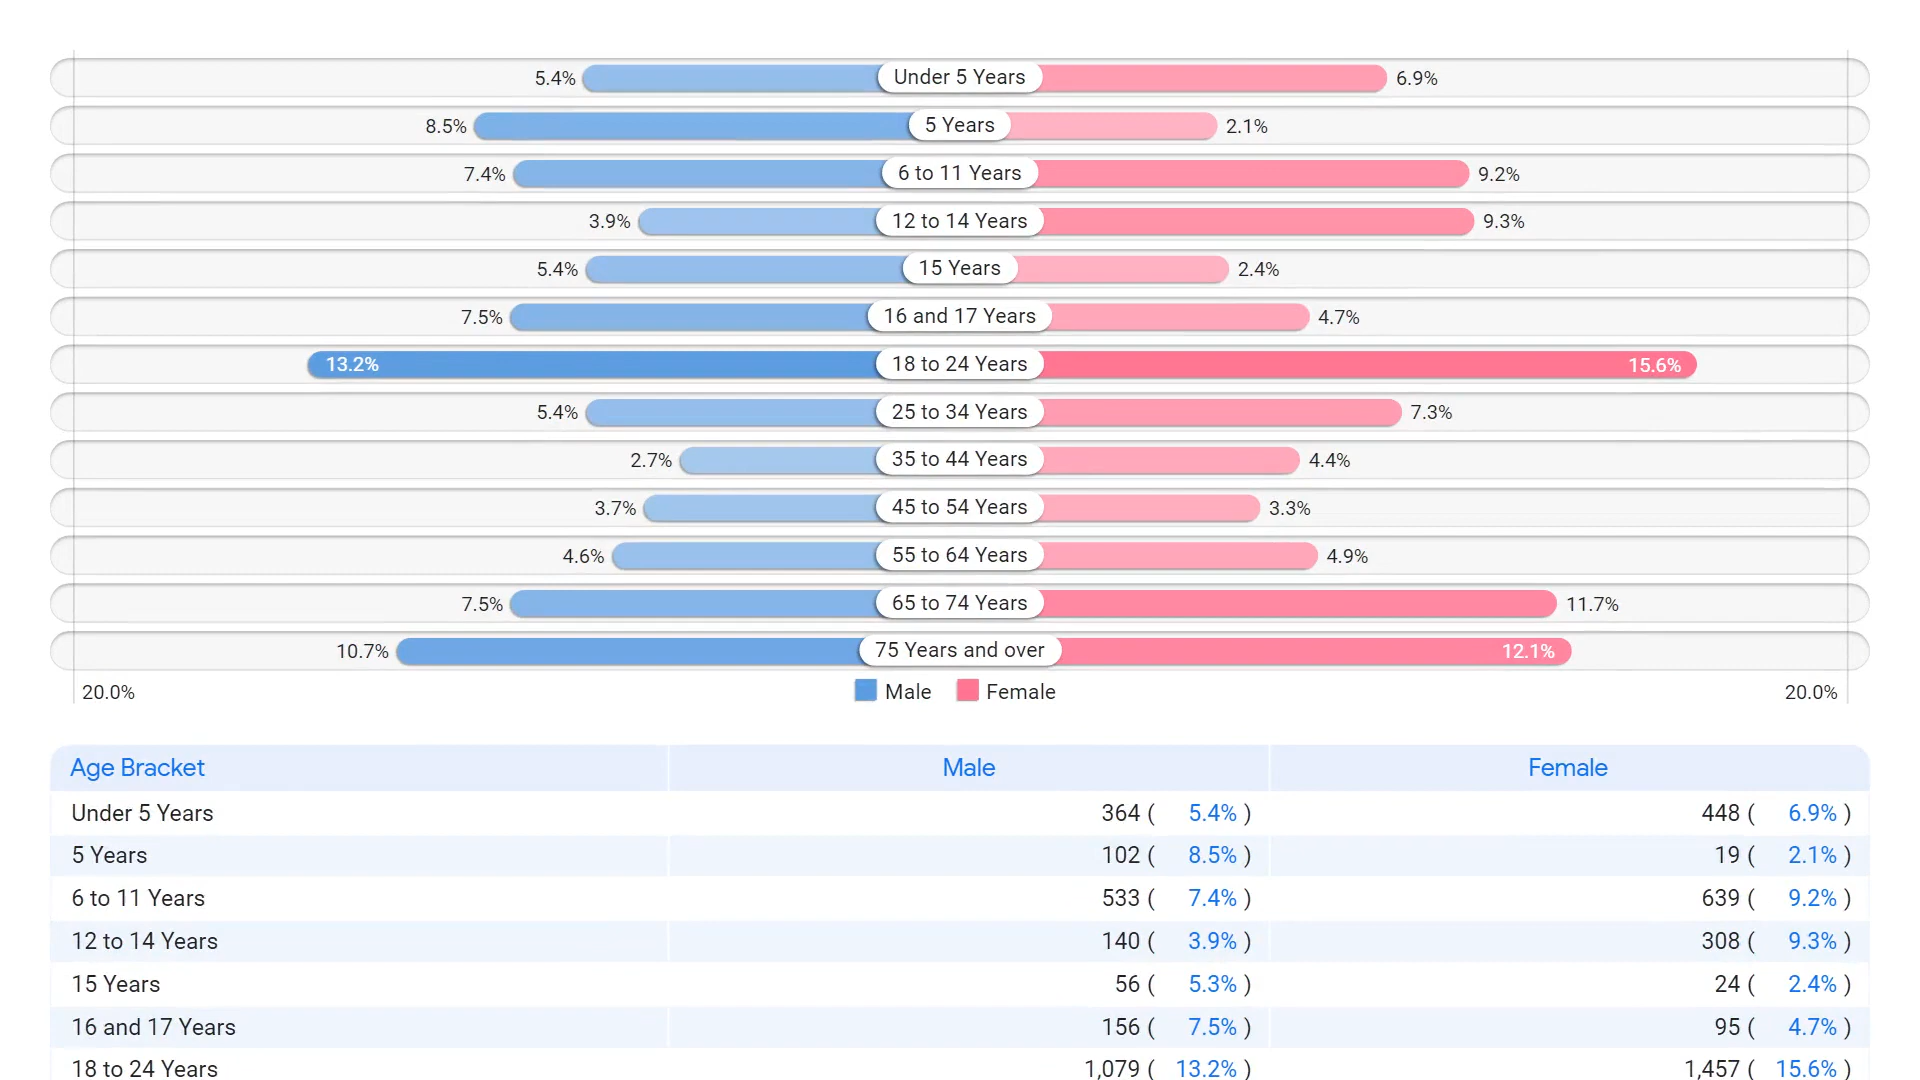 5.4% Under 5 Years 6.9%
8.5% 5 Years 2.1%
7.4% 6 to 11 Years 9.2%
3.9% 12 to 14 Years 9.3%
5.4% 15 Years 2.4%
7.5% 16 and 17 Years 4.7%
13.2% 18 to 24 Years 15.6%
5.4% 25 to 34 Years 7.3%
2.7% 35 to 44 Years 4.4%
3.7% 45 to 54 Years 3.3%
4.6% 55 to 64 Years 4.9%
7.5% 65 to 74 Years 11.7%
10.7% 75 Years and over 12.1%
20.0% Male Female 20.0%
Age Bracket Male Female
Under 5 Years 364 ( 5.4% ) 448 ( 6.9% )
5 Years 102 ( 8.5% ) 19 ( 2.1% )
6 to 11 Years 533 ( 7.4% ) 639 ( 9.2% )
12 to 14 Years 140 ( 3.9% ) 308 ( 9.3% )
15 Years 56 ( 5.3% ) 24 ( 2.4% )
16 and 17 Years 156 ( 7.5% ) 95 ( 4.7% )
18 to 24 Years 1,079 ( 13.2% ) 1,457 ( 15.6% )